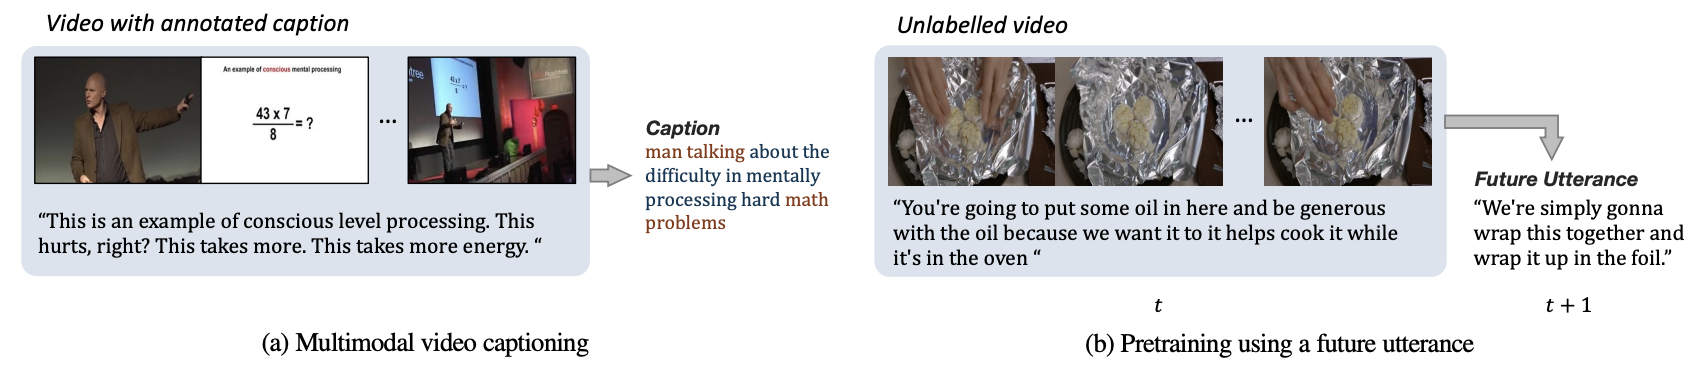 Video with annotated caption
An example of conscious mental processing
43 x 7
8
= ?
...
tree
43 x 7
8
= ?
Caption
man talking about the
difficulty in mentally
processing hard math
problems
“This is an example of conscious level processing. This
hurts, right? This takes more. This takes more energy. “
(a) Multimodal video captioning
Unlabelled video
...
“You're going to put some oil in here and be generous
with the oil because we want it to it helps cook it while
it's in the oven “
Future Utterance
“We're simply gonna
wrap this together and
wrap it up in the foil.”
t
t + 1
(b) Pretraining using a future utterance